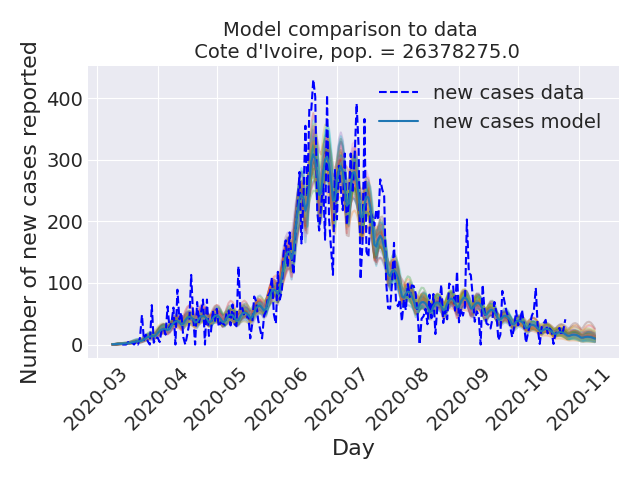 Model comparison to data
Cote d'Ivoire, pop. = 26378275.0
Number of new cases reported
400
300
200
100
0
new cases data
new cases model
2020-03
2020-04
2020-05
2020-06
2020-07
2020-08
2020-09
2020-10
2020-11
Day